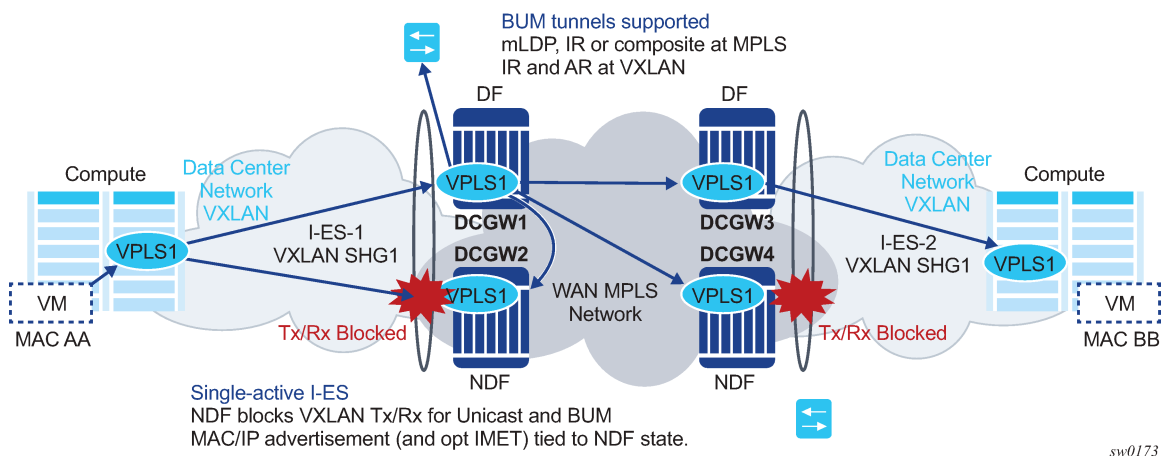 BUM tunnels supported
mLDP, IR or composite at MPLS
IR and AR at VXLAN
DF
DF
Compute
Data Center
Network
VXLAN
VPLS1
VPLS1
Data Center
Network
VXLAN
Compute
VPLS1
I-ES-1
VXLAN SHG1
DCGW1
DCGW2
DCGW3
DCGW4
I-ES-2
VXLAN SHG1
VPLS1
VM
MAC AA
VPLS1
WAN MPLS
Network
VPLS1
VM
MAC BB
Tx/Rx Blocked
Tx/Rx Blocked
NDF
NDF
Single-active I-ES
NDF blocks VXLAN Tx/Rx for Unicast and BUM
MAC/IP advertisement (and opt IMET) tied to NDF state.
sw0173